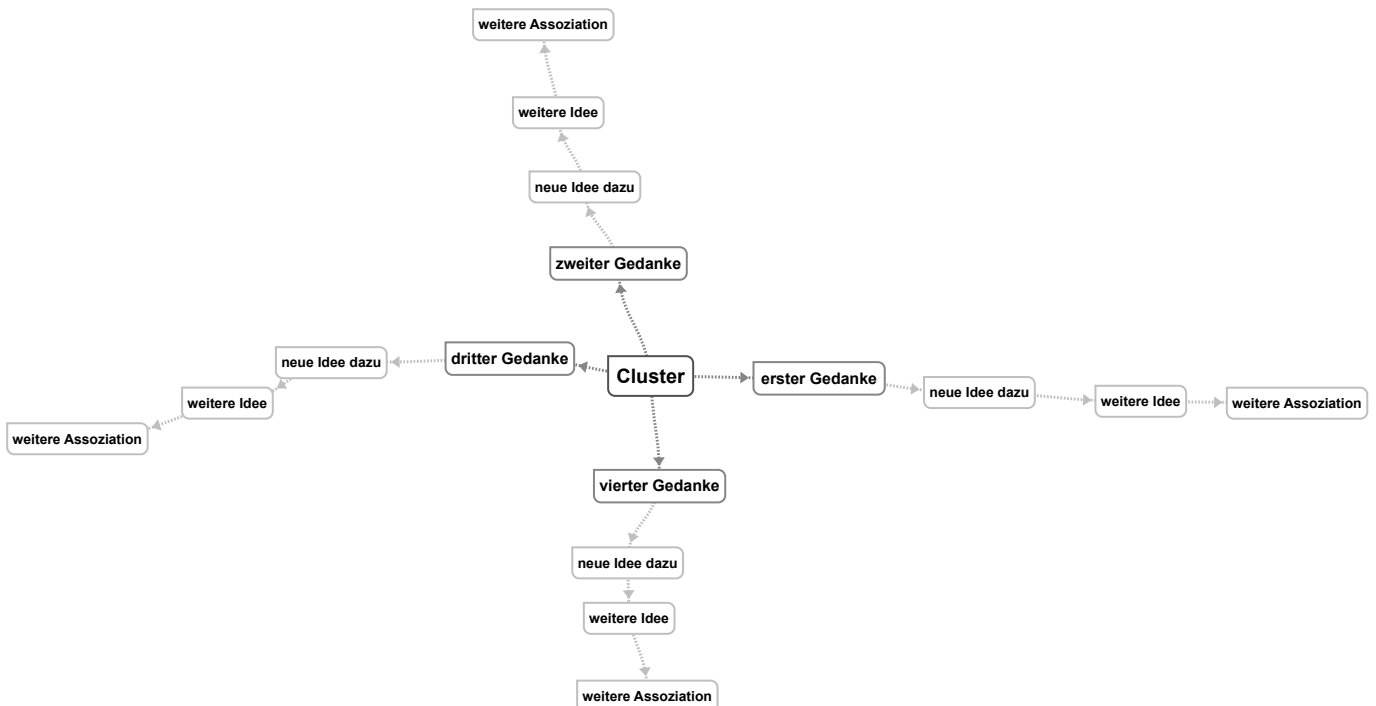 weitere Assoziation
weitere Idee
neue Idee dazu
zweiter Gedanke
dritter Gedanke
neue Idee dazu
weitere Idee
weitere Assoziation
Cluster
erster Gedanke
neue Idee dazu
weitere Idee
weitere Assoziation
vierter Gedanke
neue Idee dazu
weitere Idee
weitere Assoziation